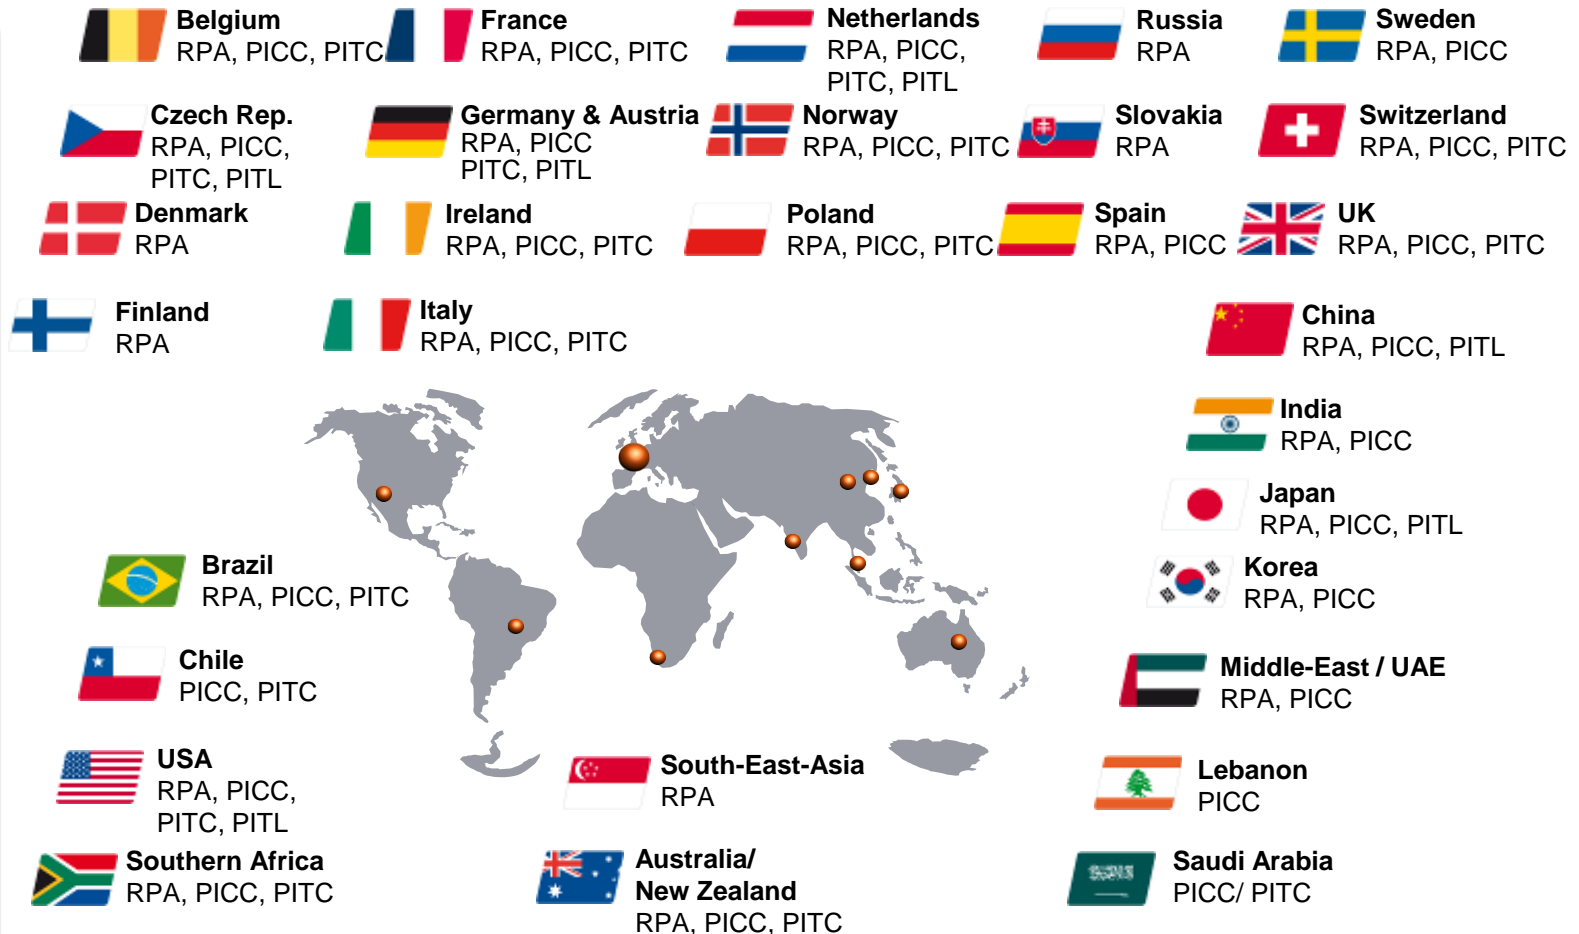 Belgium
RPA, PICC, PITC
France
RPA, PICC, PITC
Netherlands
RPA, PICC,
PITC, PITL
Russia
RPA
Sweden
RPA, PICC
Czech Rep.
RPA, PICC,
PITC, PITL
Germany & Austria
RPA, PICC
PITC, PITL
Norway
RPA, PICC, PITC
Slovakia
RPA
Switzerland
RPA, PICC, PITC
Denmark
RPA
Ireland
RPA, PICC, PITC
Poland
RPA, PICC, PITC
Spain
RPA, PICC
UK
RPA, PICC, PITC
Finland
RPA
Italy
RPA, PICC, PITC
China
RPA, PICC, PITL
India
RPA, PICC
Japan
RPA, PICC, PITL
Brazil
RPA, PICC, PITC
Korea
RPA, PICC
Chile
PICC, PITC
Middle-East / UAE
RPA, PICC
USA
RPA, PICC,
PITC, PITL
South-East-Asia
RPA
Lebanon
PICC
Southern Africa
RPA, PICC, PITC
Australia/
New Zealand
RPA, PICC, PITC
Saudi Arabia
PICC/ PITC